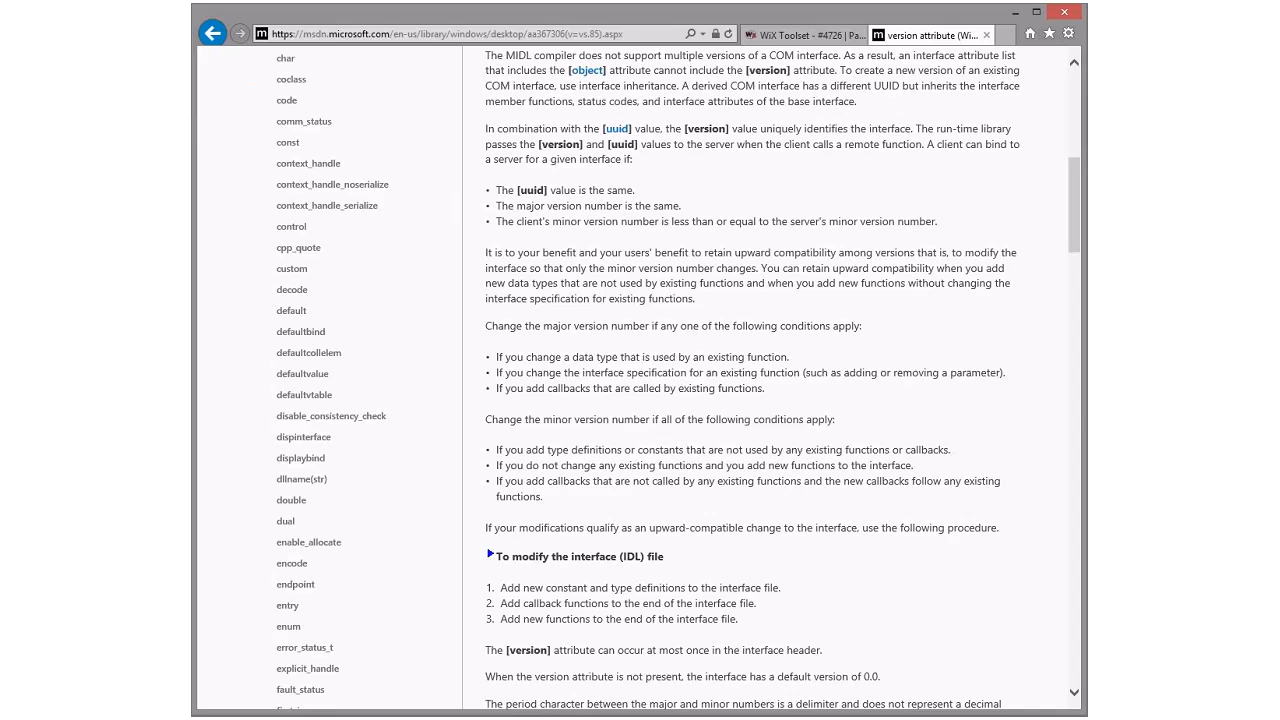 https://msdn.microsoft.com/en-us/library/windows/desktop/aa367306(v=vs.85).aspx
WiX Toolset - #4726 | Pa...
version attribute (Wi...
char
coclass
code
comm_status
const
context_handle
context_handle_noserialize
context_handle_serialize
control
cpp_quote
custom
decode
default
defaultbind
defaultcollelem
defaultvalue
defaultvtable
disable_consistency_check
dispinterface
displaybind
dllname(str)
double
dual
enable_allocate
encode
endpoint
entry
enum
error_status_t
explicit_handle
fault_status
The MIDL compiler does not support multiple versions of a COM interface. As a result, an interface attribute list
that includes the [object] attribute cannot include the [version] attribute. To create a new version of an existing
COM interface, use interface inheritance. A derived COM interface has a different UUID but inherits the interface
member functions, status codes, and interface attributes of the base interface.
In combination with the [uuid] value, the [version] value uniquely identifies the interface. The run-time library
passes the [version] and [uuid] values to the server when the client calls a remote function. A client can bind to
a server for a given interface if:
• The [uuid] value is the same.
• The major version number is the same.
• The client's minor version number is less than or equal to the server's minor version number.
It is to your benefit and your users' benefit to retain upward compatibility among versions that is, to modify the
interface so that only the minor version number changes. You can retain upward compatibility when you add
new data types that are not used by existing functions and when you add new functions without changing the
interface specification for existing functions.
Change the major version number if any one of the following conditions apply:
• If you change a data type that is used by an existing function.
• If you change the interface specification for an existing function (such as adding or removing a parameter).
• If you add callbacks that are called by existing functions.
Change the minor version number if all of the following conditions apply:
• If you add type definitions or constants that are not used by any existing functions or callbacks.
• If you do not change any existing functions and you add new functions to the interface.
• If you add callbacks that are not called by any existing functions and the new callbacks follow any existing
functions.
If your modifications qualify as an upward-compatible change to the interface, use the following procedure.
To modify the interface (IDL) file
1. Add new constant and type definitions to the interface file.
2. Add callback functions to the end of the interface file.
3. Add new functions to the end of the interface file.
The [version] attribute can occur at most once in the interface header.
When the version attribute is not present, the interface has a default version of 0.0.
The period character between the major and minor numbers is a delimiter and does not represent a decimal